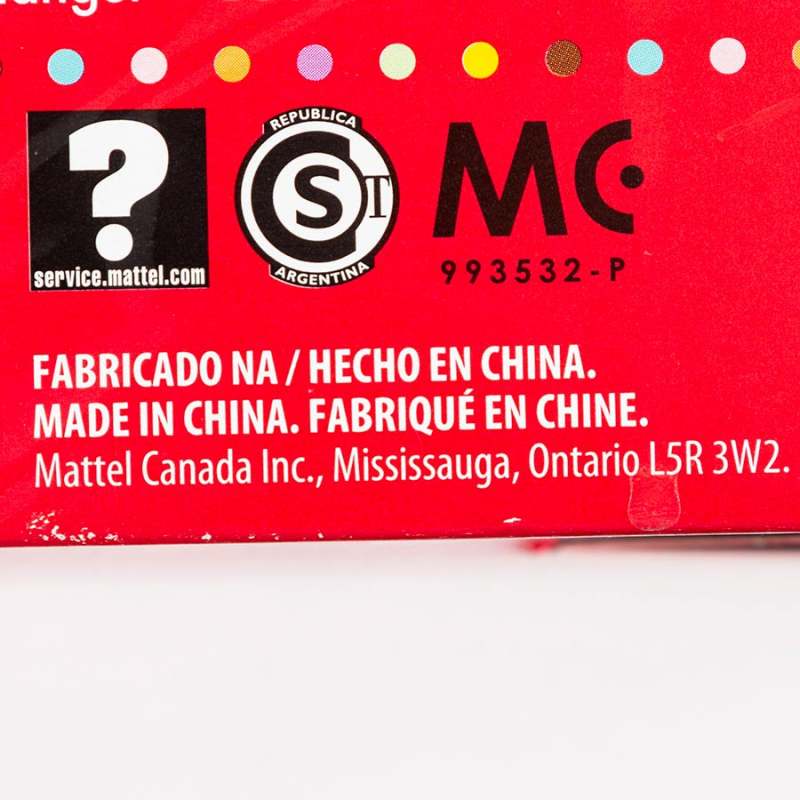 ?
service.mattel.com
REPUBLICA
CST
ARGENTINA
MC
993532-P
FABRICADO NA / HECHO EN CHINA.
MADE IN CHINA. FABRIQUÉ EN CHINE.
Mattel Canada Inc., Mississauga, Ontario L5R 3W2.